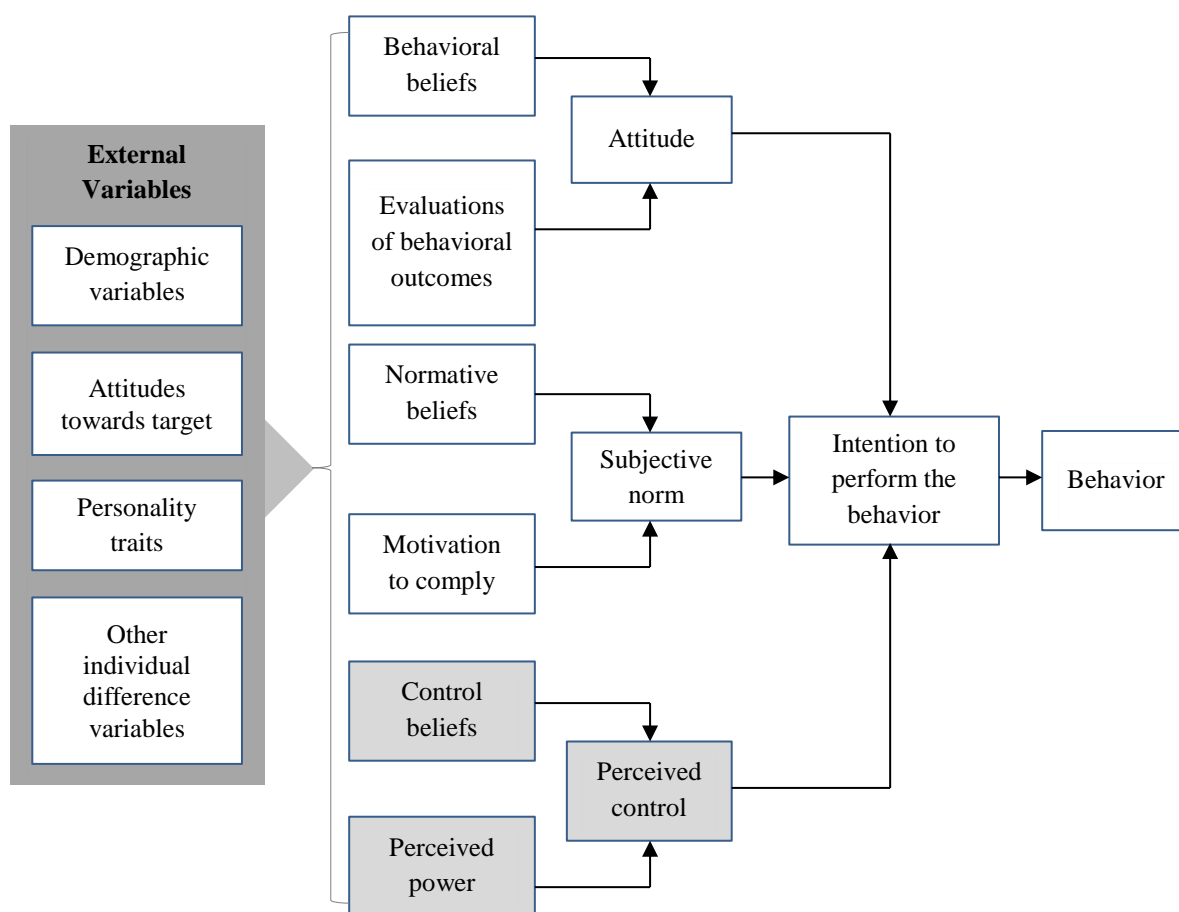 External
Variables
Demographic
variables
Attitudes
towards target
Personality
traits
Other
individual
difference
variables
Behavioral
beliefs
Evaluations
of behavioral
outcomes
Normative
beliefs
Motivation
to comply
Control
beliefs
Perceived
power
Attitude
Subjective
norm
Perceived
control
Intention to
perform the
behavior
Behavior